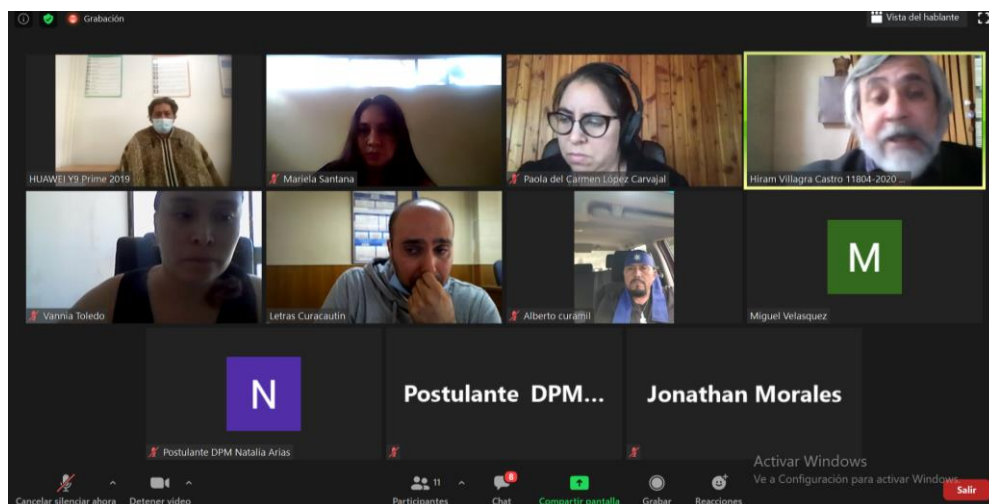 Grabación
Vista del hablante
HUAWEI Y9 Prime 2019
Mariela Santana
Paola del Carmen López Carvajal
Hiram Villagra Castro 11804-2020 ...
Vannia Toledo
Letras Curacautin
Alberto curamil
M
Miguel Velasquez
N
Postulante DPM Natalia Arias
Postulante DPM...
Jonathan Morales
Activar Windows
Ve a Configuración para activar Windows.
Cancelar silenciar ahora
Detener video
11
Participantes
8
Chat
Compartir pantalla
Grabar
Reacciones
Salir